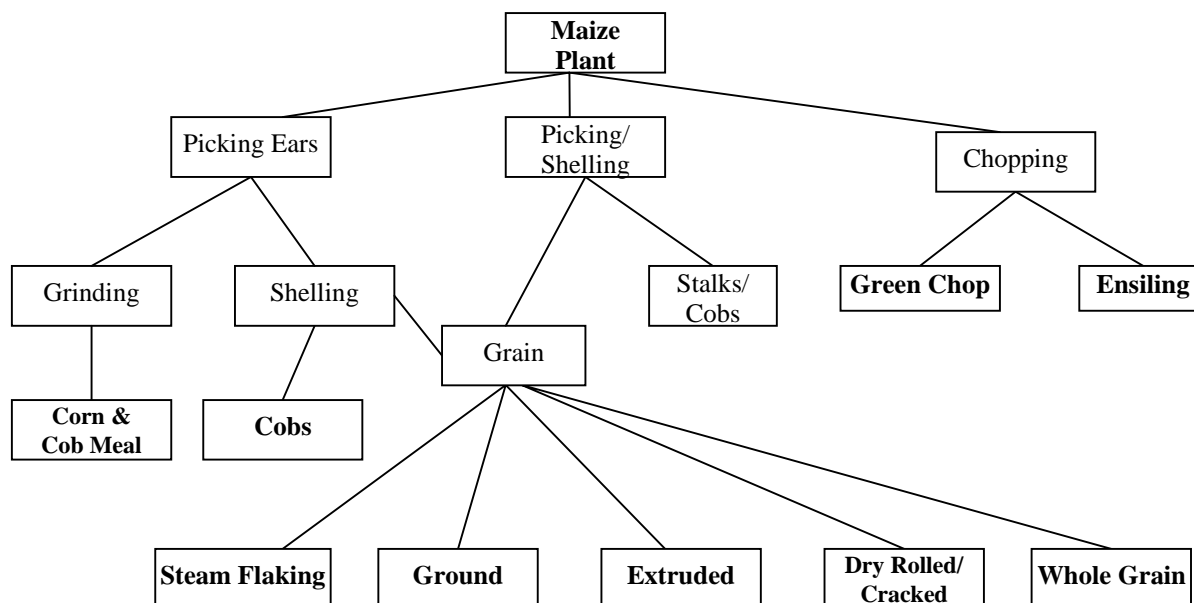 Maize
Plant
Picking Ears
Picking/
Shelling
Chopping
Grinding
Shelling
Stalks/
Cobs
Green Chop
Ensiling
Grain
Corn &
Cob Meal
Cobs
Steam Flaking
Ground
Extruded
Dry Rolled/
Cracked
Whole Grain